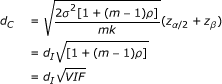 d_C = √(2σ²[1 + (m − 1)ρ] / mk) (z_{α/2} + z_β)
= d_I √([1 + (m − 1)ρ])
= d_I √(VIF)